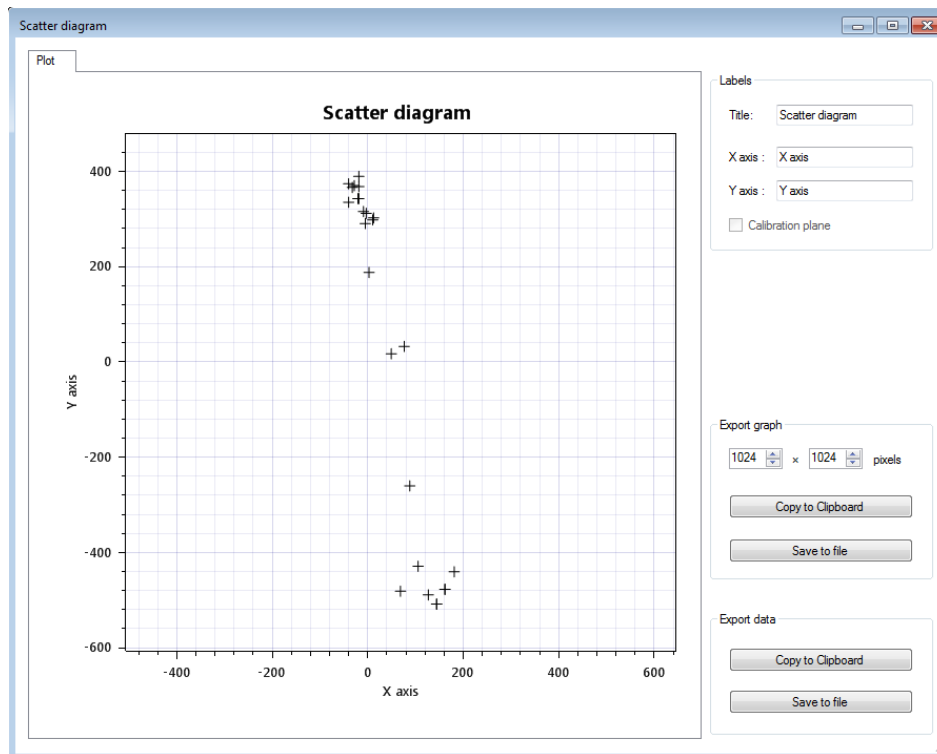 Scatter diagram
Plot
Scatter diagram
400
200
0
-200
-400
-600
Y axis
-400
-200
0
200
400
600
X axis
Labels
Title: Scatter diagram
X axis : X axis
Y axis : Y axis
Calibration plane
Export graph
1024 × 1024 pixels
Copy to Clipboard
Save to file
Export data
Copy to Clipboard
Save to file